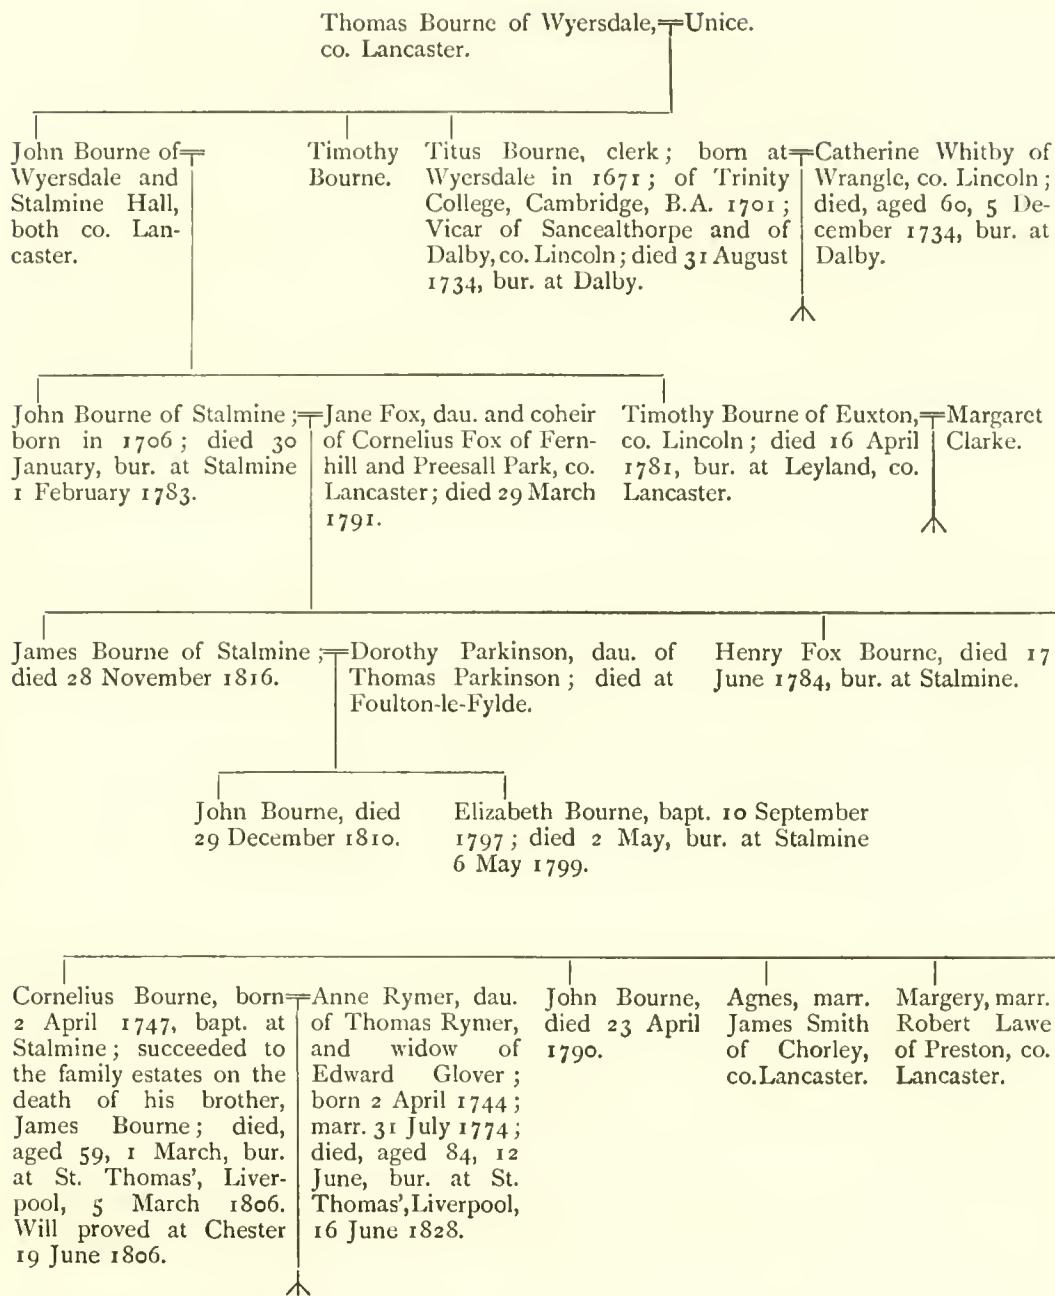 Thomas Bourne of Wyersdale,=Unice.
co. Lancaster.
John Bourne of=
Wyersdale and
Stalmine Hall,
both co. Lan-
caster.
Timothy
Bourne.
Titus Bourne, clerk; born at=
Wyersdale in 1671; of Trinity
College, Cambridge, B.A. 1701;
Vicar of Sancealthorpe and of
Dalby, co. Lincoln; died 31 August
1734, bur. at Dalby.
Catherine Whitby of
Wrangle, co. Lincoln;
died, aged 60, 5 De-
cember 1734, bur. at
Dalby.
John Bourne of Stalmine;=
born in 1706; died 30
January, bur. at Stalmine
1 February 1783.
Jane Fox, dau. and coheir
of Cornelius Fox of Fern-
hill and Preesall Park, co.
Lancaster; died 29 March
1791.
Timothy Bourne of Euxton,=
co. Lincoln; died 16 April
1781, bur. at Leyland, co.
Lancaster.
Margaret
Clarke.
James Bourne of Stalmine;=
died 28 November 1816.
Dorothy Parkinson, dau. of
Thomas Parkinson; died at
Foulton-le-Fylde.
Henry Fox Bourne, died 17
June 1784, bur. at Stalmine.
John Bourne, died
29 December 1810.
Elizabeth Bourne, bapt. 10 September
1797; died 2 May, bur. at Stalmine
6 May 1799.
Cornelius Bourne, born=
2 April 1747, bapt. at
Stalmine; succeeded to
the family estates on the
death of his brother,
James Bourne; died,
aged 59, 1 March, bur.
at St. Thomas', Liver-
pool, 5 March 1806.
Will proved at Chester
19 June 1806.
Anne Rymer, dau.
of Thomas Rymer,
and widow of
Edward Glover;
born 2 April 1744;
marr. 31 July 1774;
died, aged 84, 12
June, bur. at St.
Thomas', Liverpool,
16 June 1828.
John Bourne,
died 23 April
1790.
Agnes, marr.
James Smith
of Chorley,
co. Lancaster.
Margery, marr.
Robert Lawe
of Preston, co.
Lancaster.